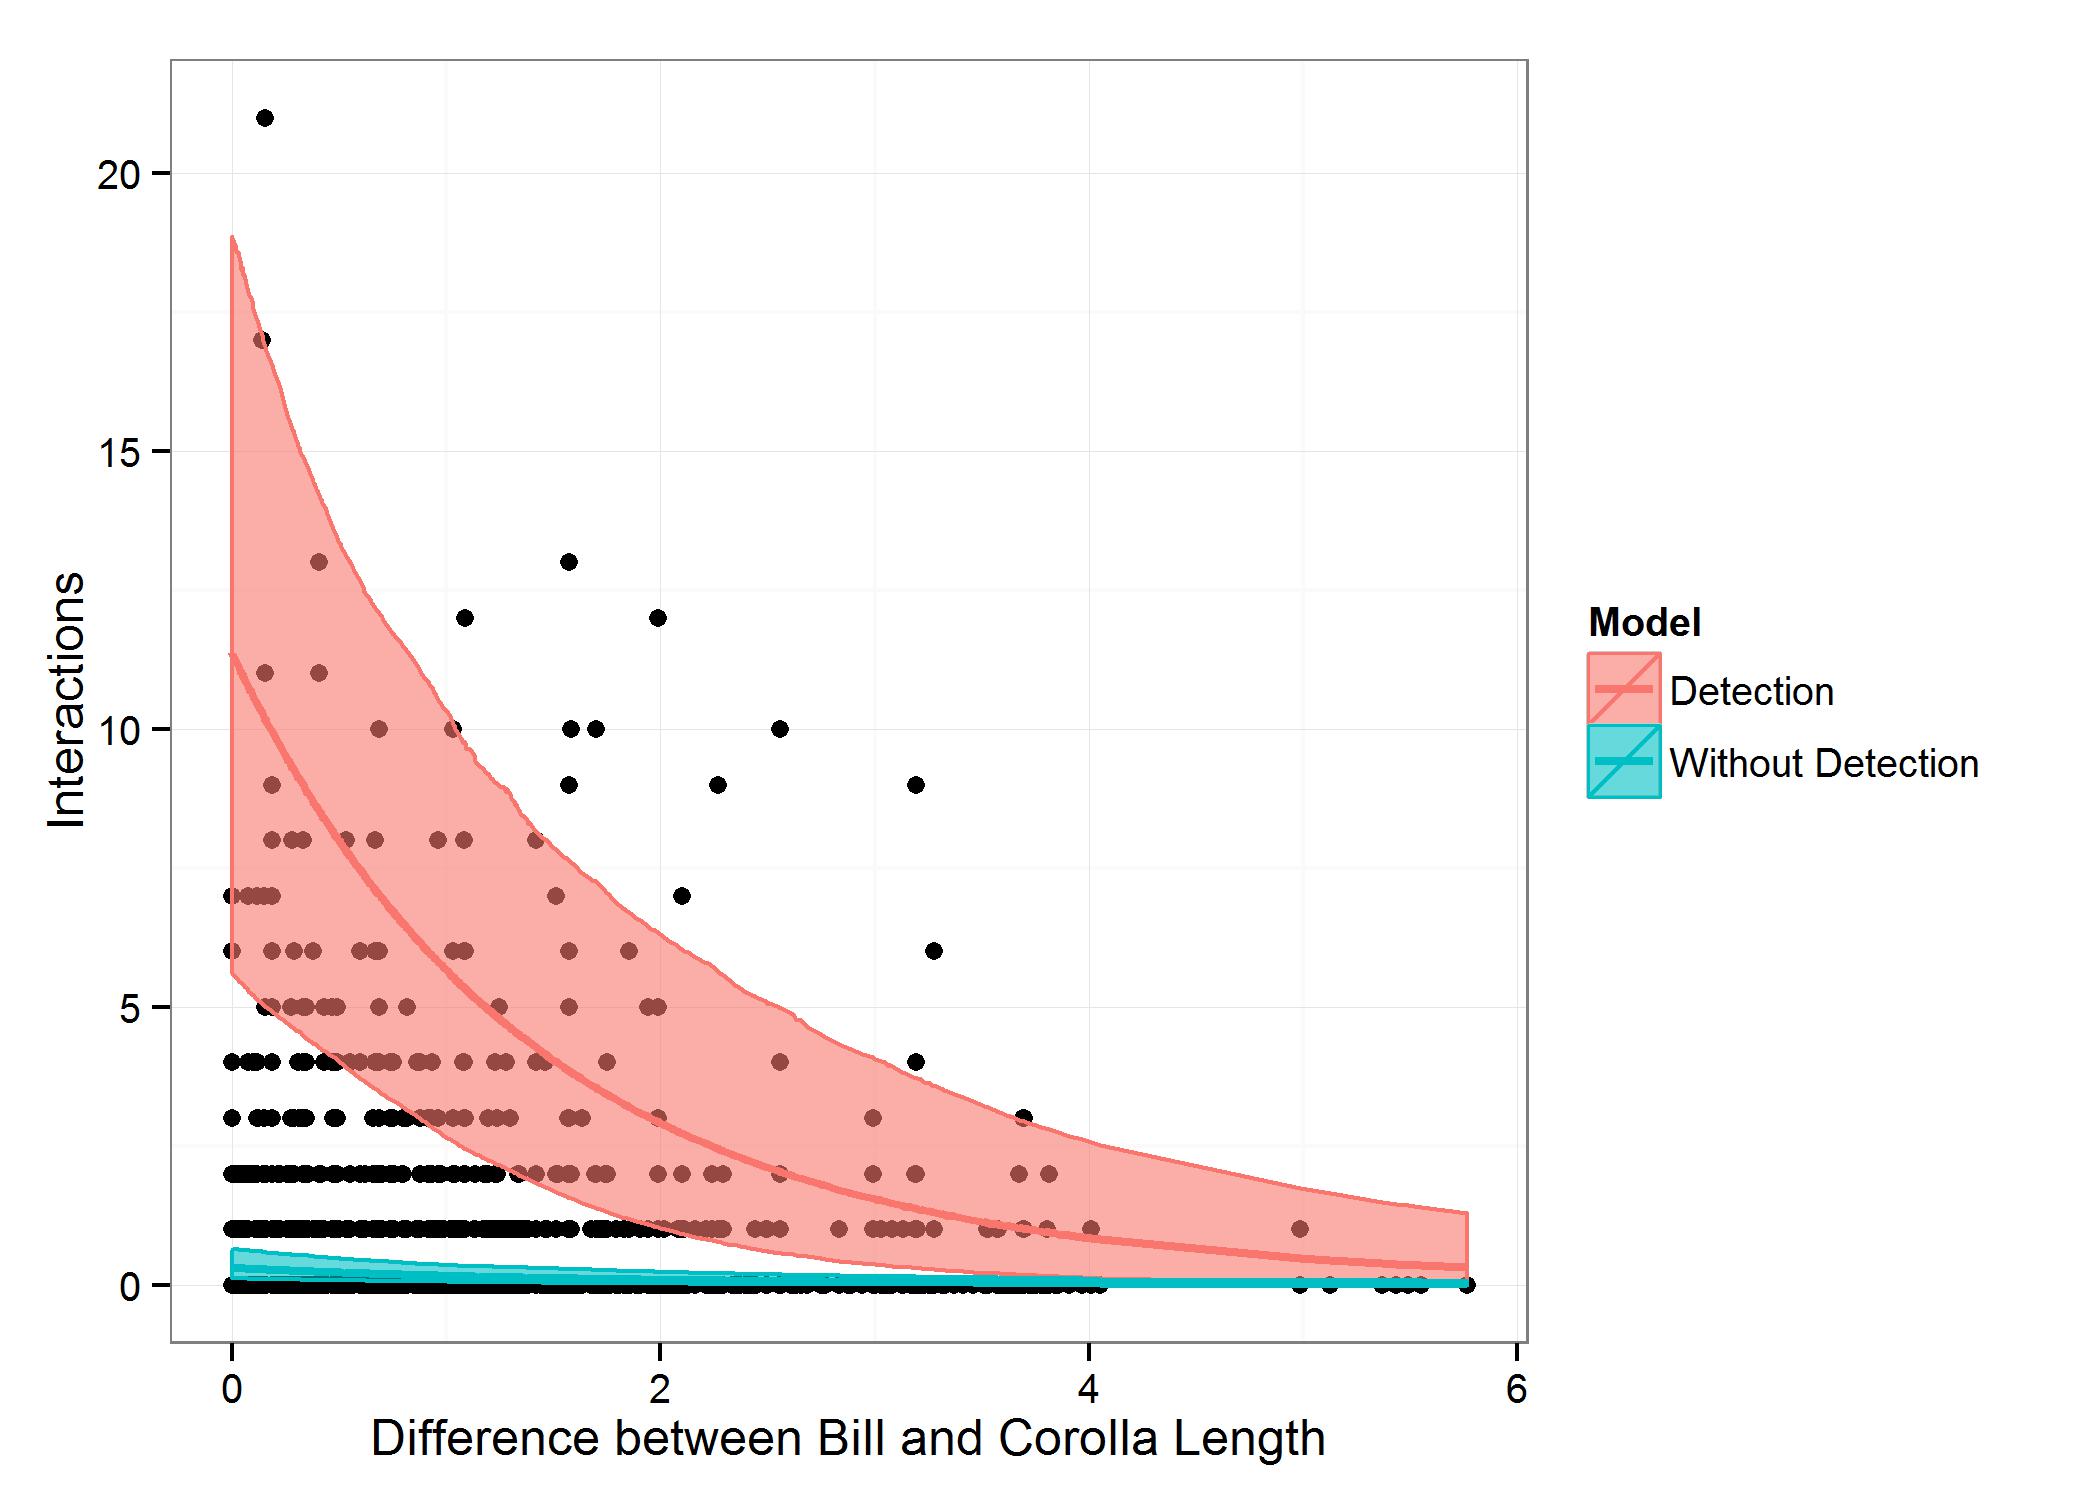 20
15
10
5
0
Interactions
0 2 4 6
Difference between Bill and Corolla Length
Model
Detection
Without Detection